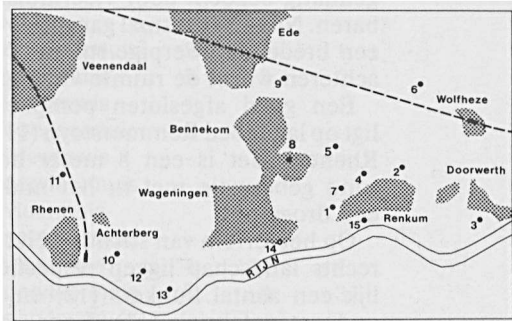 Ede
Veenendaal
9
6
Wolfheze
Bennekom
8
5
2
Doorwerth
11
4
Wageningen
7
Rhenen
Achterberg
1
15
Renkum
3
10
14
RIJN
12
13